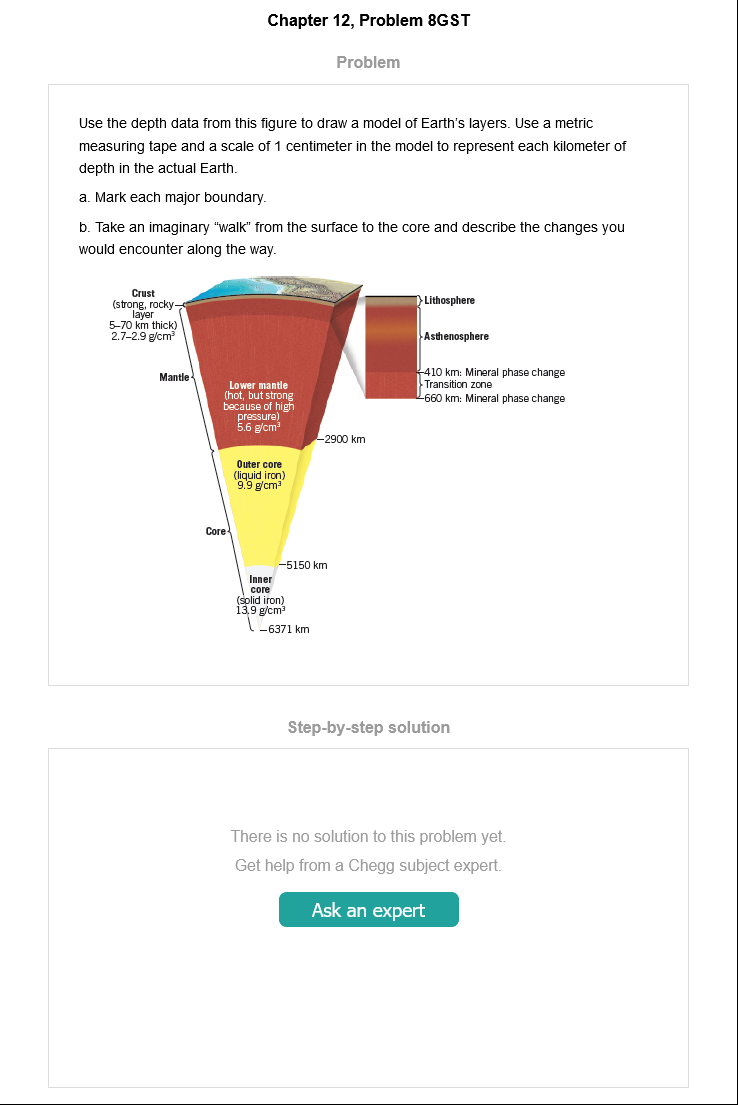 Chapter 12, Problem 8GST
Problem
Use the depth data from this figure to draw a model of Earth’s layers. Use a metric
measuring tape and a scale of 1 centimeter in the model to represent each kilometer of
depth in the actual Earth.
a. Mark each major boundary.
b. Take an imaginary “walk” from the surface to the core and describe the changes you
would encounter along the way.
Crust
(strong, rocky
layer
5–70 km thick)
2.7–2.9 g/cm³
Mantle
Lower mantle
(hot, but strong
because of high
pressure)
5.6 g/cm³
Lithosphere
Asthenosphere
410 km: Mineral phase change
Transition zone
660 km: Mineral phase change
2900 km
Outer core
(liquid iron)
9.9 g/cm³
Core
5150 km
Inner
core
(solid iron)
13.9 g/cm³
6371 km
Step-by-step solution
There is no solution to this problem yet.
Get help from a Chegg subject expert.
Ask an expert